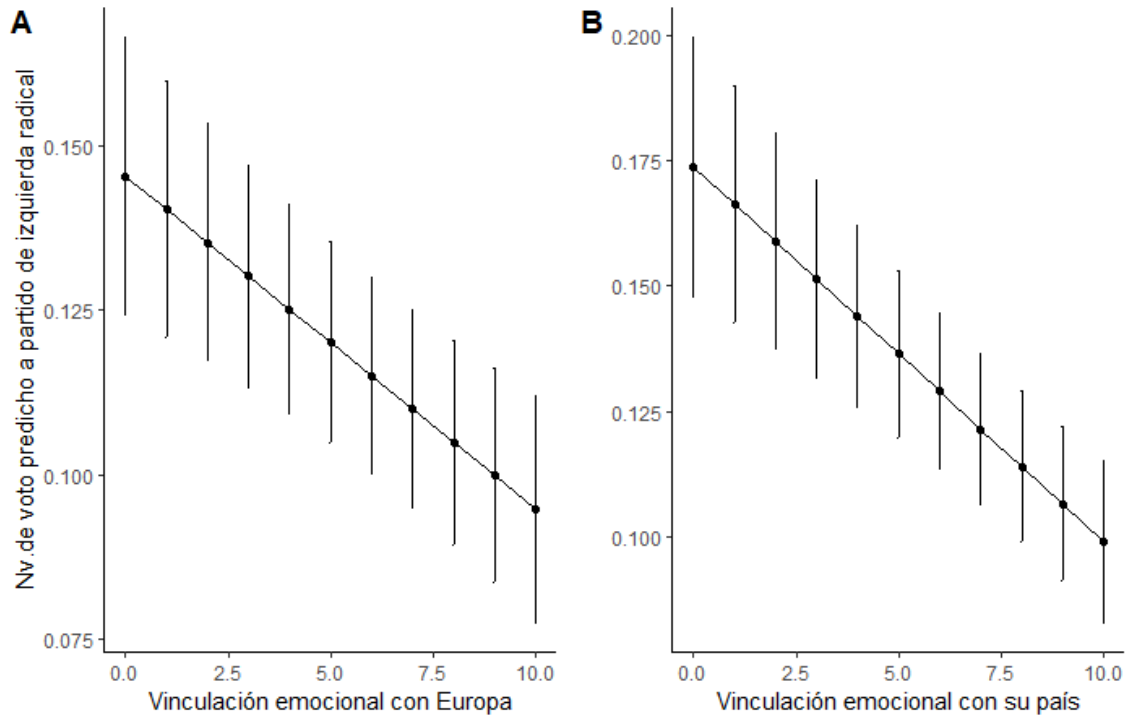 A
Nv.de voto predicho a partido de izquierda radical
0.150
0.125
0.100
0.075
0.0 2.5 5.0 7.5 10.0
Vinculación emocional con Europa
B
0.200
0.175
0.150
0.125
0.100
0.0 2.5 5.0 7.5 10.0
Vinculación emocional con su país